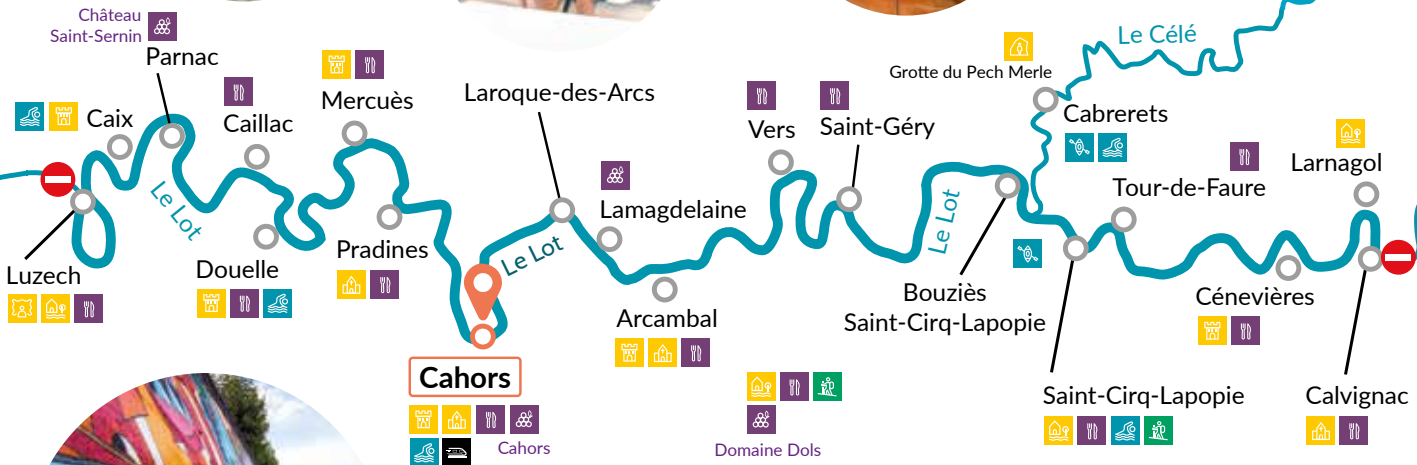 Château
Saint-Sernin
Parnac
Caix
Caillac
Mercuès
Laroque-des-Arcs
Vers
Saint-Géry
Le Célé
Grotte du Pech Merle
Cabrerets
Larnagol
Tour-de-Faure
Le Lot
Lamagdelaine
Le Lot
Le Lot
Luzech
Douelle
Pradines
Arcambal
Bouziès
Saint-Cirq-Lapopie
Cénevières
Cahors
Cahors
Domaine Dols
Saint-Cirq-Lapopie
Calvignac